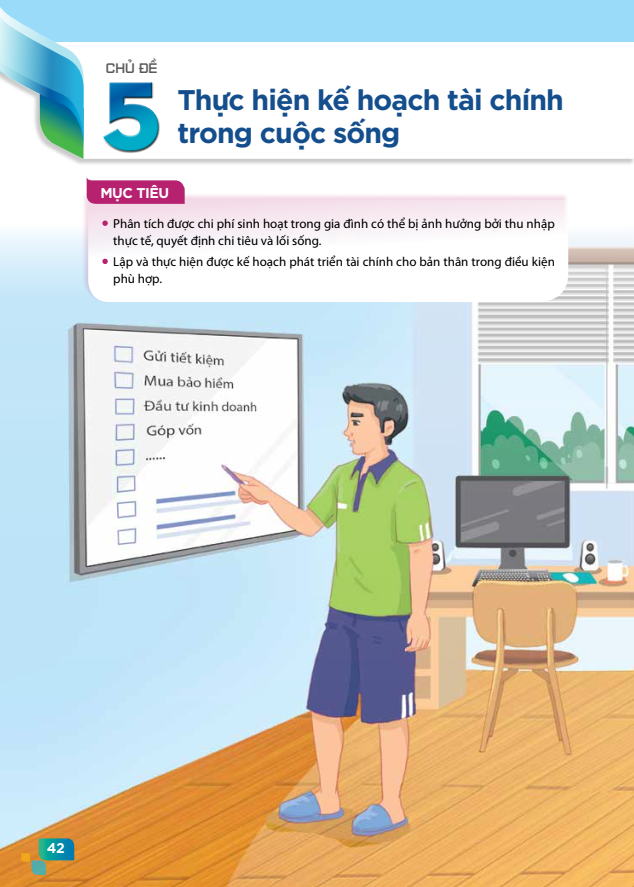 CHỦ ĐỀ
5
Thực hiện kế hoạch tài chính
trong cuộc sống
MỤC TIÊU
• Phân tích được chi phí sinh hoạt trong gia đình có thể bị ảnh hưởng bởi thu nhập
thực tế, quyết định chi tiêu và lối sống.
• Lập và thực hiện được kế hoạch phát triển tài chính cho bản thân trong điều kiện
phù hợp.
Gửi tiết kiệm
Mua bảo hiểm
Đầu tư kinh doanh
Góp vốn
......
42